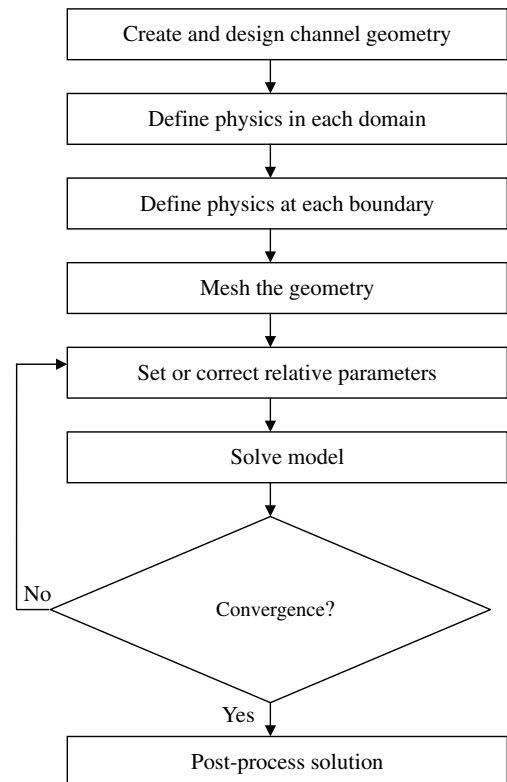 Create and design channel geometry
Define physics in each domain
Define physics at each boundary
Mesh the geometry
Set or correct relative parameters
Solve model
No
Convergence?
Yes
Post-process solution